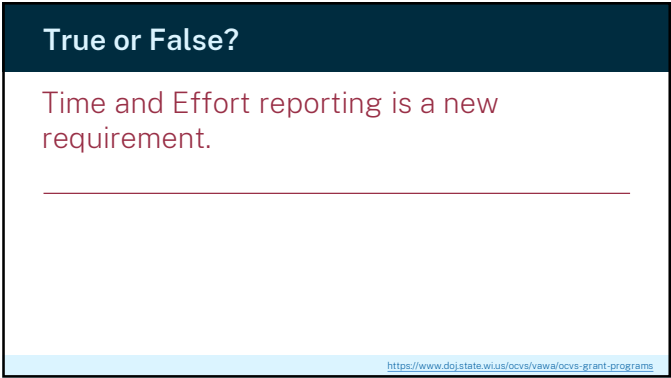 True or False?
Time and Effort reporting is a new
requirement.
https://www.doj.state.wi.us/ocvs/vawa/ocvs-grant-programs